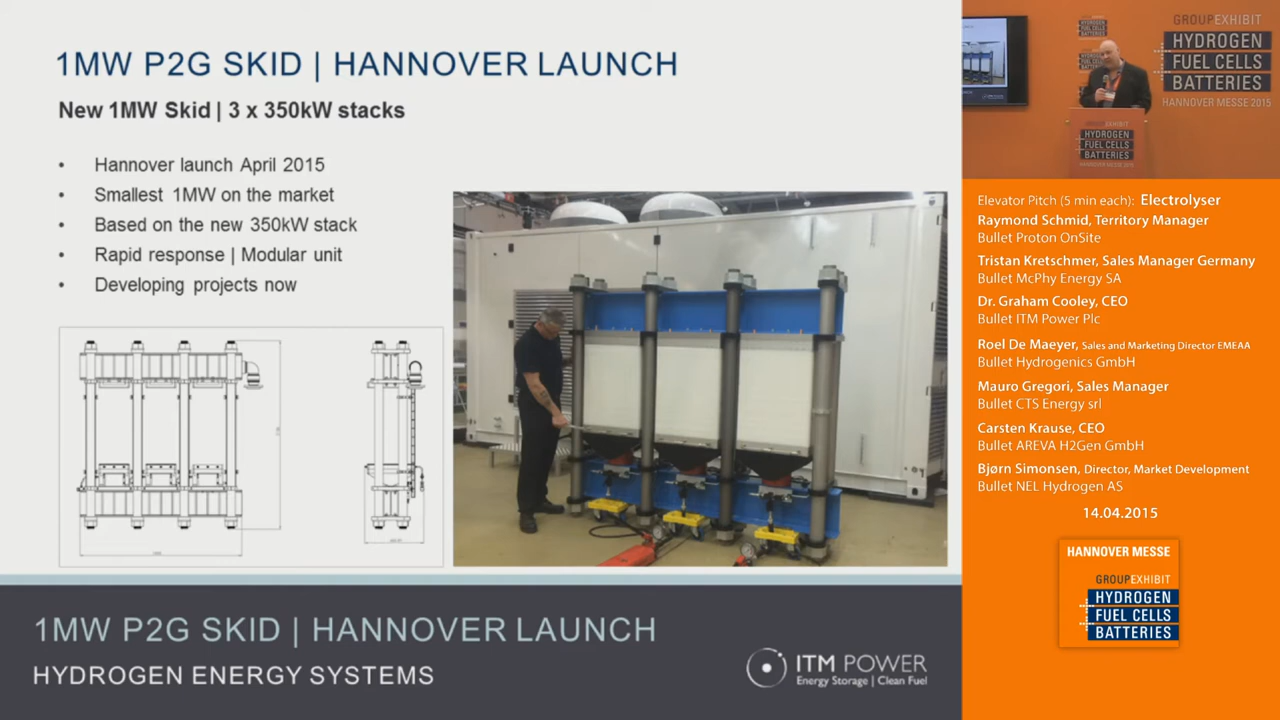 1MW P2G SKID | HANNOVER LAUNCH
New 1MW Skid | 3 x 350kW stacks
• Hannover launch April 2015
• Smallest 1MW on the market
• Based on the new 350kW stack
• Rapid response | Modular unit
• Developing projects now
1MW P2G SKID | HANNOVER LAUNCH
HYDROGEN ENERGY SYSTEMS
ITM POWER
Energy Storage | Clean Fuel
GROUPEXHIBIT
HYDROGEN
FUEL CELLS
BATTERIES
HANNOVER MESSE 2015
GROUPEXHIBIT
HYDROGEN
FUEL CELLS
BATTERIES
HANNOVER MESSE 2015
Elevator Pitch (5 min each): Electrolyser
Raymond Schmid, Territory Manager
Bullet Proton OnSite
Tristan Kretschmer, Sales Manager Germany
Bullet McPhy Energy SA
Dr. Graham Cooley, CEO
Bullet ITM Power Plc
Roel De Maeyer, Sales and Marketing Director EMEAA
Bullet Hydrogenics GmbH
Mauro Gregori, Sales Manager
Bullet CTS Energy srl
Carsten Krause, CEO
Bullet AREVA H2Gen GmbH
Bjørn Simonsen, Director, Market Development
Bullet NEL Hydrogen AS
14.04.2015
HANNOVER MESSE
GROUPEXHIBIT
HYDROGEN
FUEL CELLS
BATTERIES